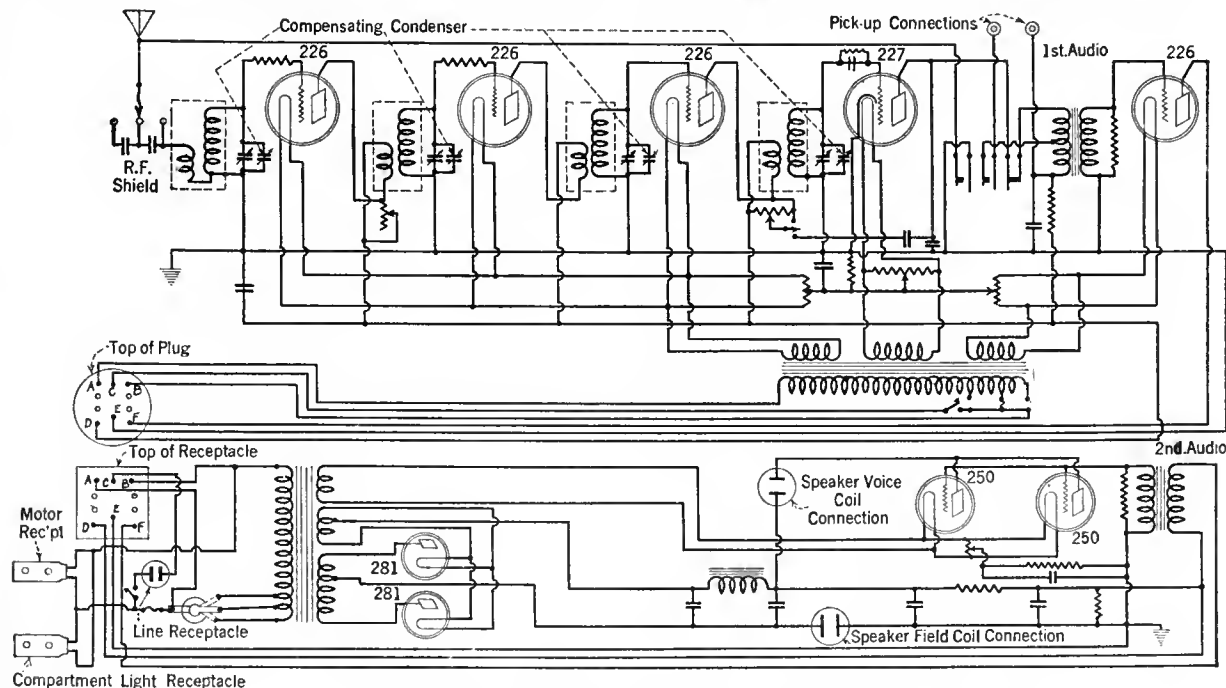 Compensating Condenser
Pick-up Connections
226
226
226
227
1st.Audio
226
R.F.
Shield
Top of Plug
A
C
B
D
E
F
Top of Receptacle
2nd.Audio
A
C
B
E
D
F
Motor
Rec'pt
Speaker Voice
Coil
Connection
250
250
281
281
Line Receptacle
Speaker Field Coil Connection
Compartment Light Receptacle